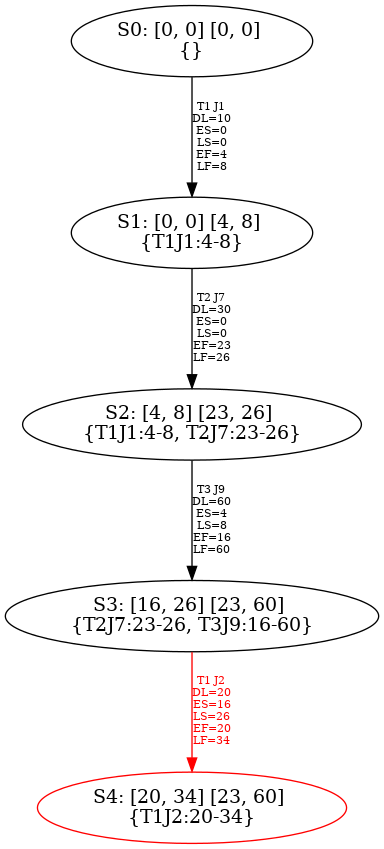 S0: [0, 0] [0, 0]
{}
T1 J1
DL=10
ES=0
LS=0
EF=4
LF=8
S1: [0, 0] [4, 8]
{T1J1:4-8}
T2 J7
DL=30
ES=0
LS=0
EF=23
LF=26
S2: [4, 8] [23, 26]
{T1J1:4-8, T2J7:23-26}
T3 J9
DL=60
ES=4
LS=8
EF=16
LF=60
S3: [16, 26] [23, 60]
{T2J7:23-26, T3J9:16-60}
T1 J2
DL=20
ES=16
LS=26
EF=20
LF=34
S4: [20, 34] [23, 60]
{T1J2:20-34}